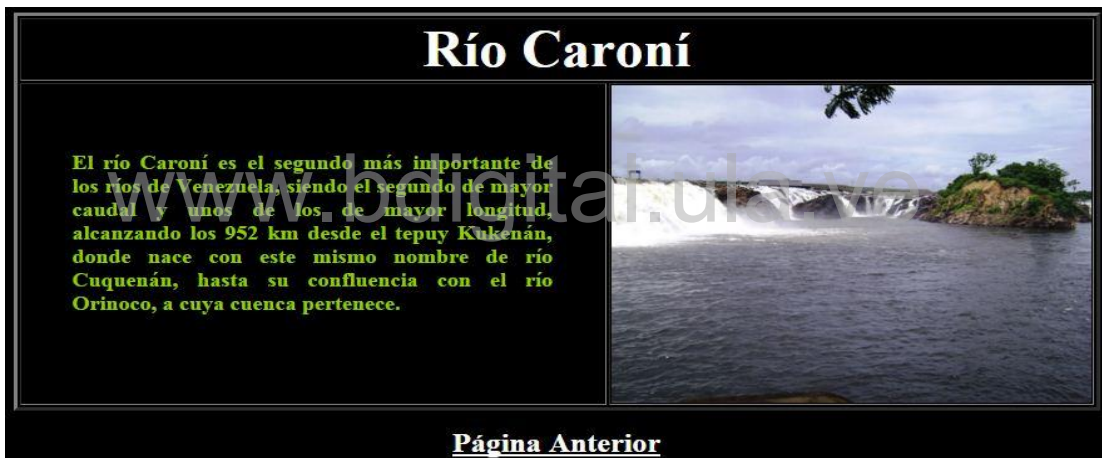 Río Caroní
El río Caroní es el segundo más importante de
los ríos de Venezuela, siendo el segundo de mayor
caudal y unos de los de mayor longitud,
alcanzando los 952 km desde el tepuy Kukenán,
donde nace con este mismo nombre de río
Cuquenán, hasta su confluencia con el río
Orinoco, a cuya cuenca pertenece.
www.bdigital.ula.ve
Página Anterior